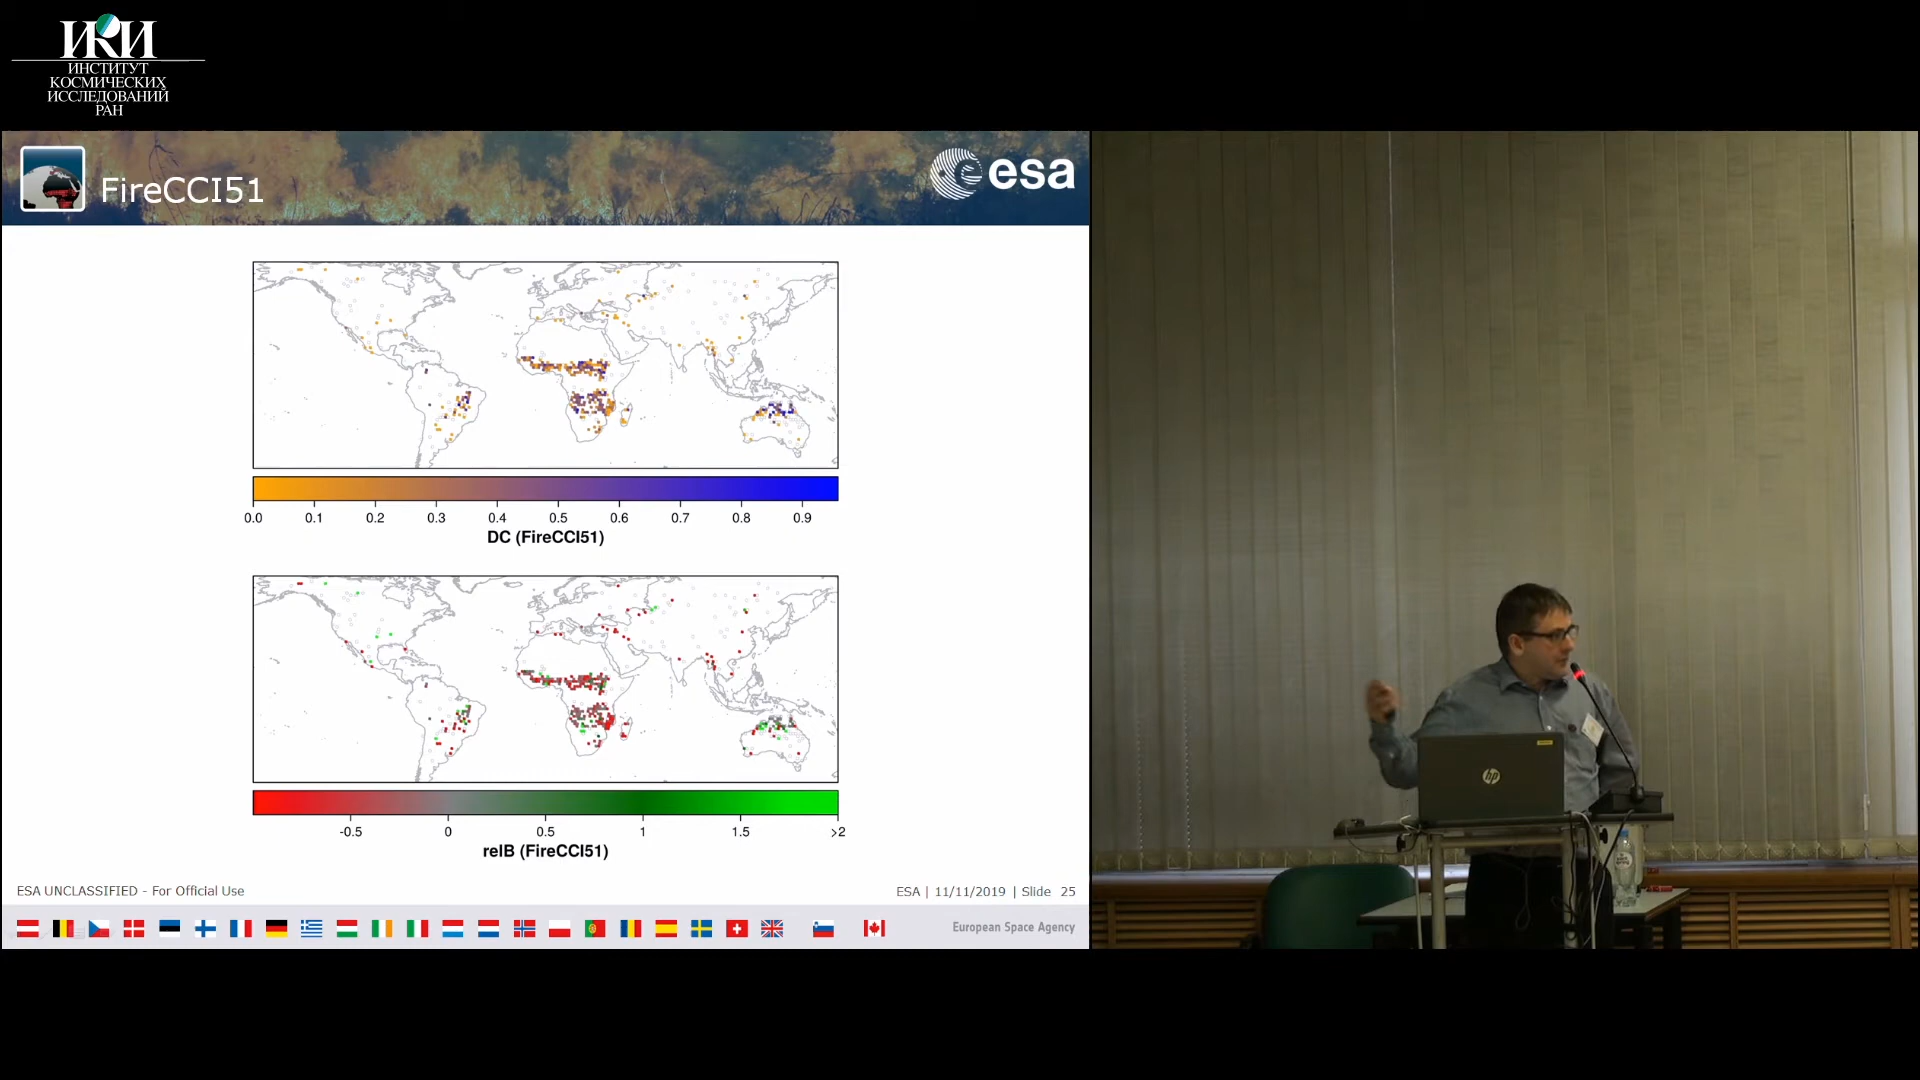 ИКИ
ИНСТИТУТ
КОСМИЧЕСКИХ
ИССЛЕДОВАНИЙ
РАН
FireCCI51
esa
0.0 0.1 0.2 0.3 0.4 0.5 0.6 0.7 0.8 0.9
DC (FireCCI51)
-0.5 0 0.5 1 1.5 >2
relB (FireCCI51)
ESA UNCLASSIFIED - For Official Use
ESA | 11/11/2019 | Slide 25
European Space Agency
hp